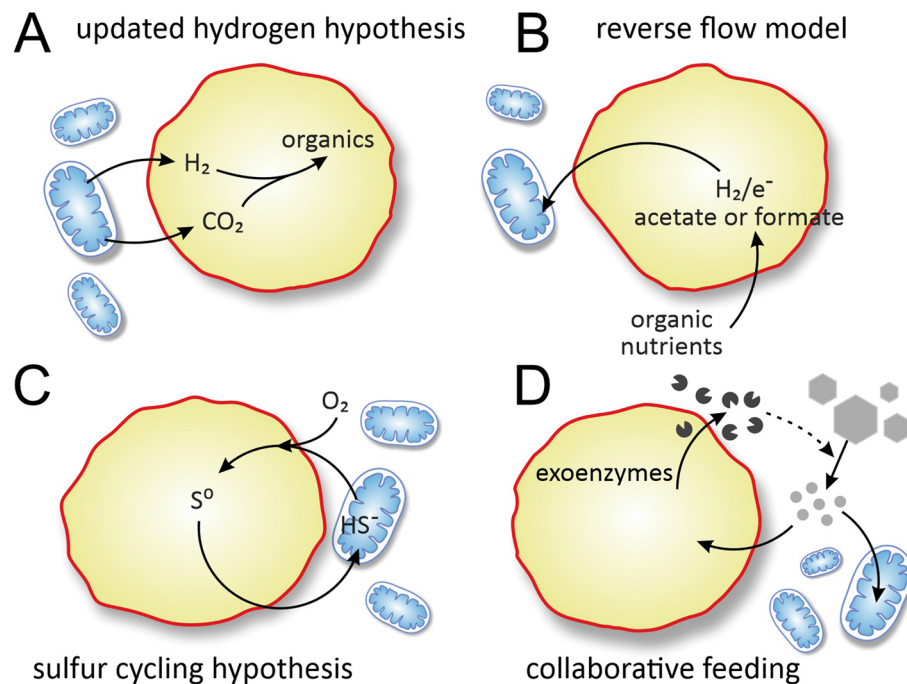 A updated hydrogen hypothesis
H₂
CO₂
organics
B reverse flow model
H₂/e⁻
acetate or formate
organic
nutrients
C
O₂
S⁰
HS⁻
sulfur cycling hypothesis
D
exoenzymes
collaborative feeding